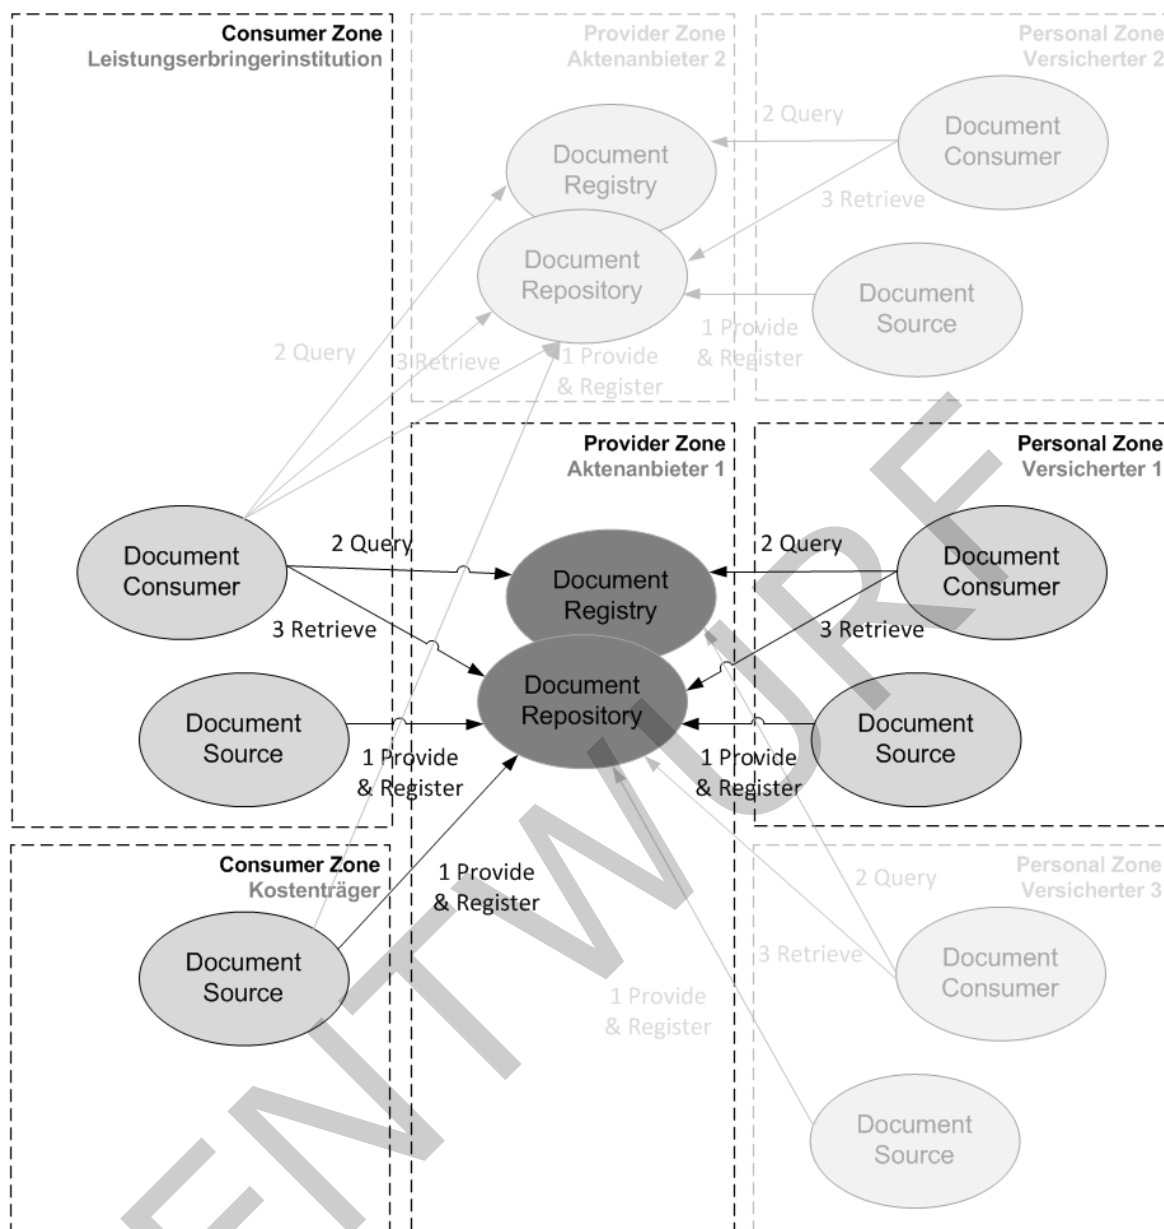 Consumer Zone
Leistungserbringerinstitution
Provider Zone
Aktenanbieter 2
Personal Zone
Versicherter 2
Document
Registry
Document
Repository
2 Query
3 Retrieve
Document
Consumer
Document
Source
1 Provide
& Register
2 Query
3 Retrieve
1 Provide
& Register
Provider Zone
Aktenanbieter 1
Personal Zone
Versicherter 1
Document
Consumer
2 Query
3 Retrieve
Document
Registry
Document
Repository
2 Query
3 Retrieve
Document
Consumer
Document
Source
1 Provide
& Register
1 Provide
& Register
Document
Source
Consumer Zone
Kostenträger
Document
Source
1 Provide
& Register
Personal Zone
Versicherter 3
2 Query
3 Retrieve
1 Provide
& Register
Document
Consumer
Document
Source
ENTWURF